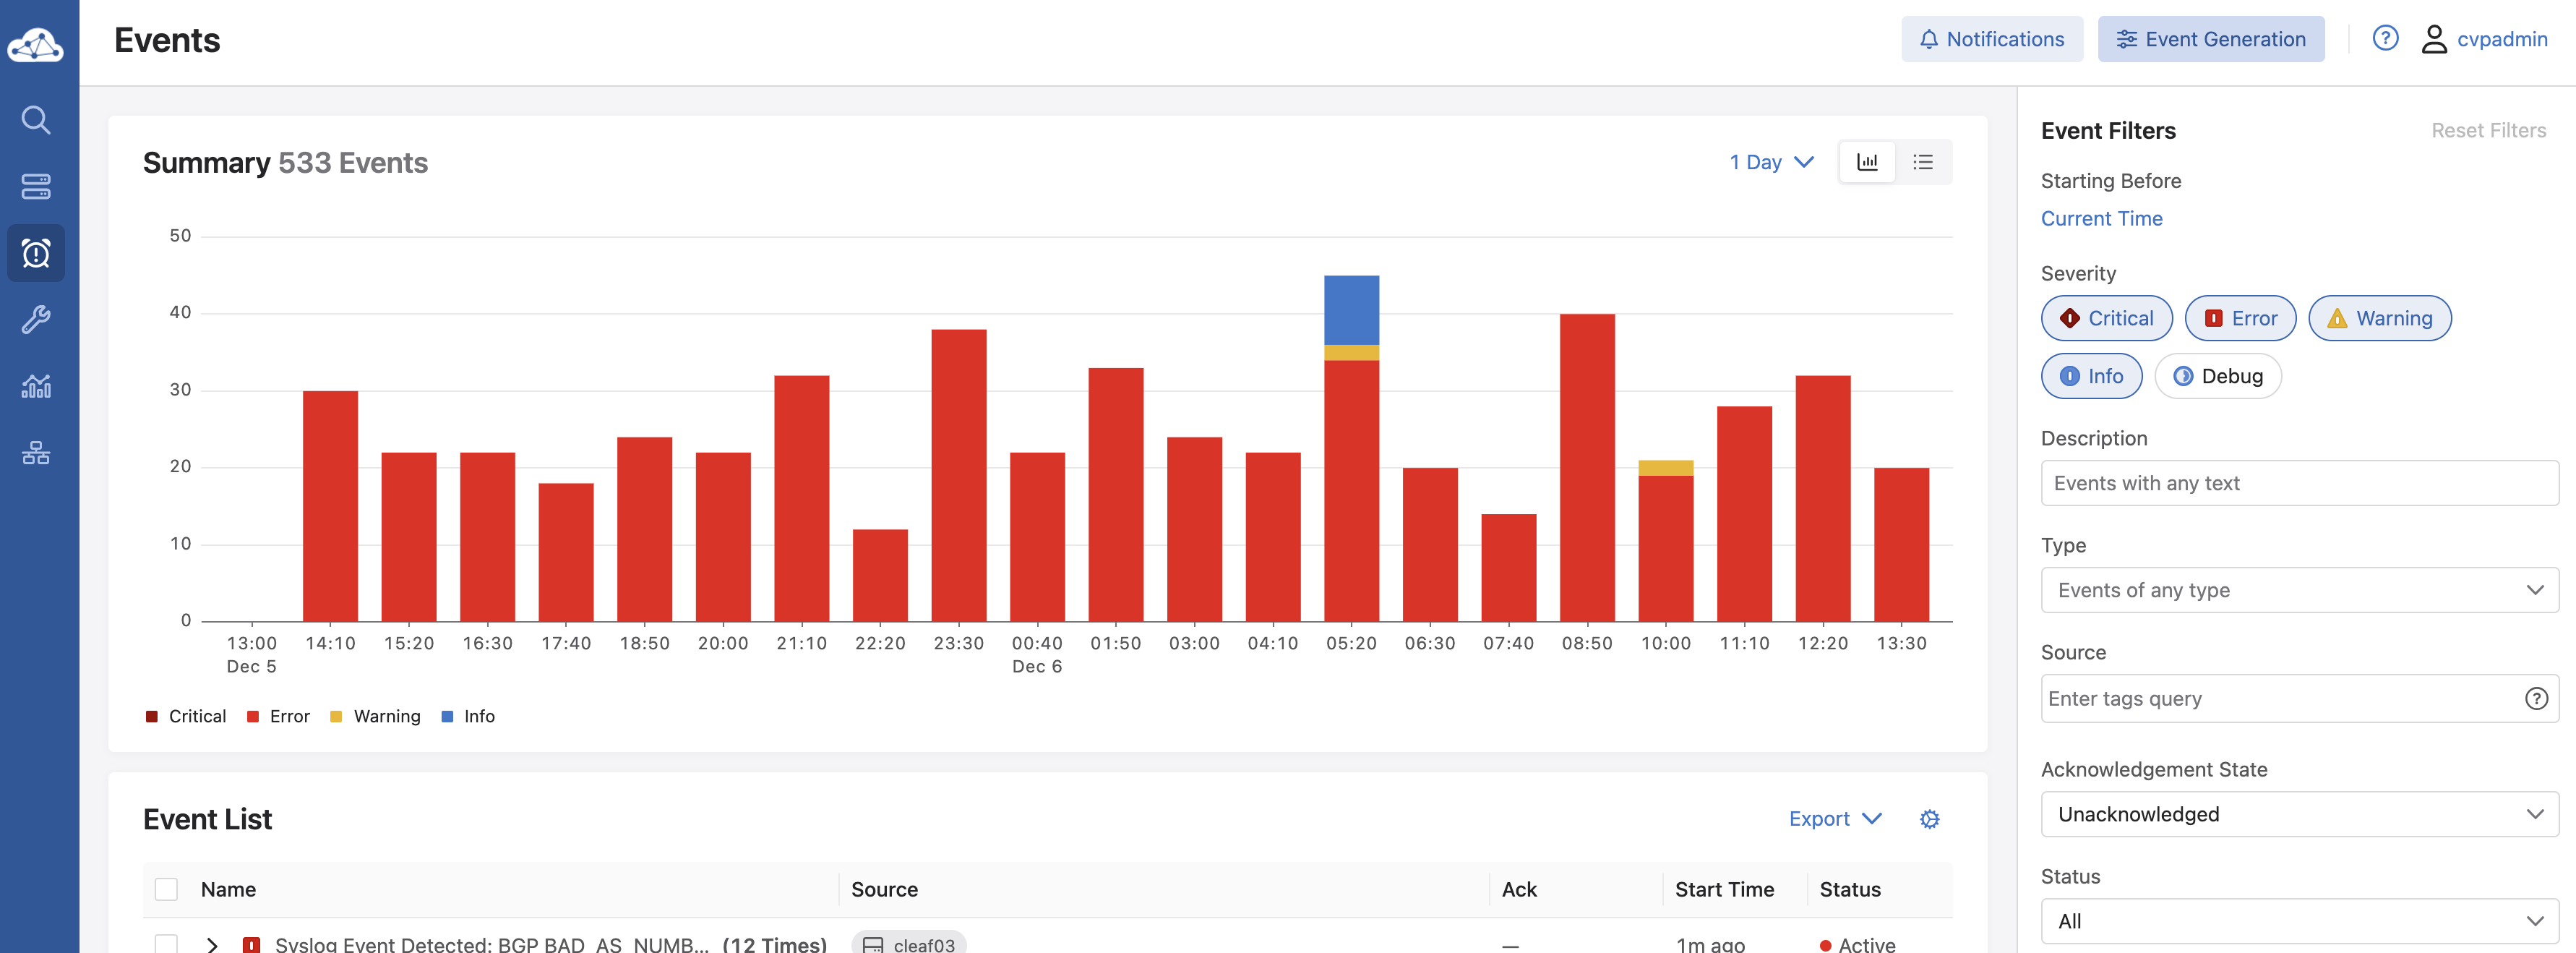 Events
Notifications
Event Generation
cvpadmin
Summary 533 Events
1 Day
50
40
30
20
10
0
13:00 14:10 15:20 16:30 17:40 18:50 20:00 21:10 22:20 23:30 00:40 01:50 03:00 04:10 05:20 06:30 07:40 08:50 10:00 11:10 12:20 13:30
Dec 5 Dec 6
Critical Error Warning Info
Event List
Export
Name Source Ack Start Time Status
Syslog Event Detected: BGP BAD_AS_NUMB... (12 Times) cleaf03 — 1m ago Active
Event Filters
Reset Filters
Starting Before
Current Time
Severity
Critical Error Warning
Info Debug
Description
Events with any text
Type
Events of any type
Source
Enter tags query
Acknowledgement State
Unacknowledged
Status
All